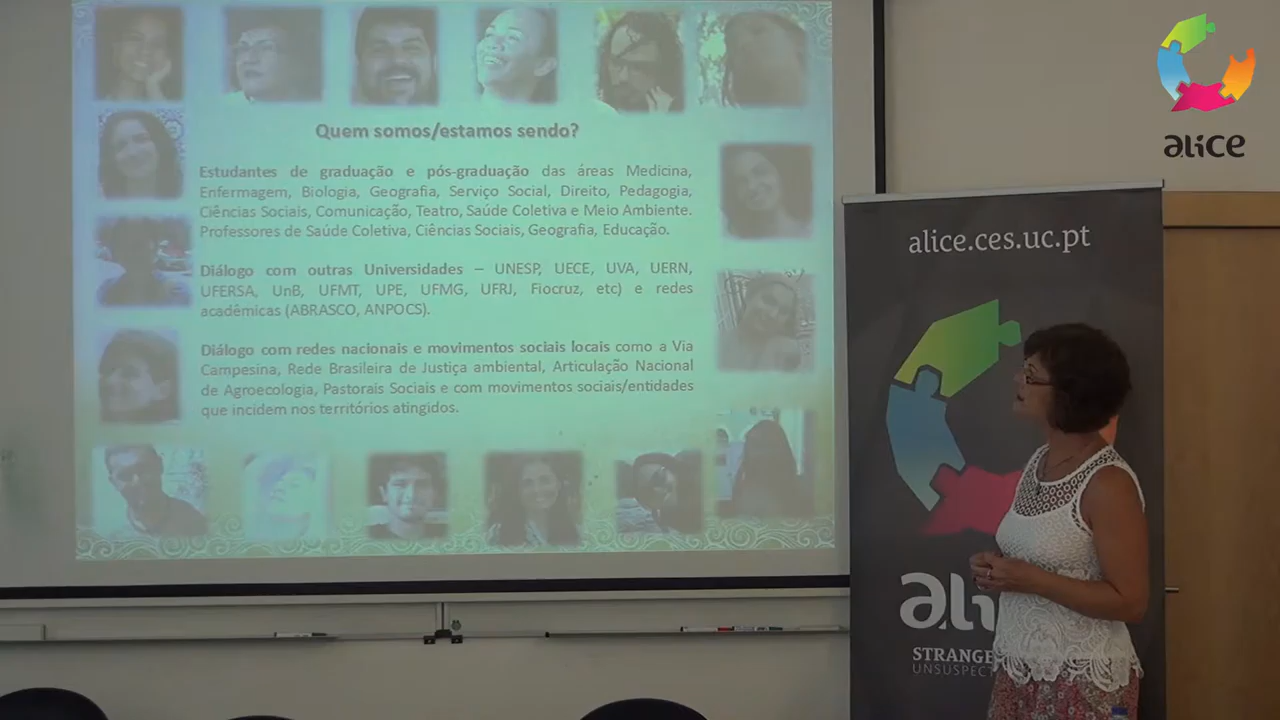 Quem somos/estamos sendo?
Estudantes de graduação e pós-graduação das áreas Medicina,
Enfermagem, Biologia, Geografia, Serviço Social, Direito, Pedagogia,
Ciências Sociais, Comunicação, Teatro, Saúde Coletiva e Meio Ambiente.
Professores de Saúde Coletiva, Ciências Sociais, Geografia, Educação.
Diálogo com outras Universidades – UNESP, UECE, UVA, UERN,
UFERSA, UnB, UFMT, UPE, UFMG, UFRJ, Fiocruz, etc) e redes
acadêmicas (ABRASCO, ANPOCS).
Diálogo com redes nacionais e movimentos sociais locais como a Via
Campesina, Rede Brasileira de Justiça ambiental, Articulação Nacional
de Agroecologia, Pastorais Sociais e com movimentos sociais/entidades
que incidem nos territórios atingidos.
alice
alice.ces.uc.pt
ali
STRANGE
UNSUSPECT